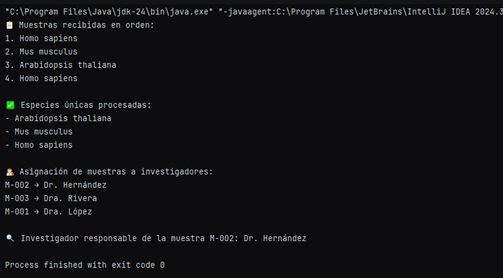 "C:\Program Files\Java\jdk-24\bin\java.exe" "-javaagent:C:\Program Files\JetBrains\IntelliJ IDEA 2024.3
📋 Muestras recibidas en orden:
1. Homo sapiens
2. Mus musculus
3. Arabidopsis thaliana
4. Homo sapiens
✅ Especies únicas procesadas:
- Arabidopsis thaliana
- Mus musculus
- Homo sapiens
👩‍🔬 Asignación de muestras a investigadores:
M-002 → Dr. Hernández
M-003 → Dra. Rivera
M-001 → Dra. López
🔍 Investigador responsable de la muestra M-002: Dr. Hernández
Process finished with exit code 0